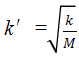 k' = √(k/M)